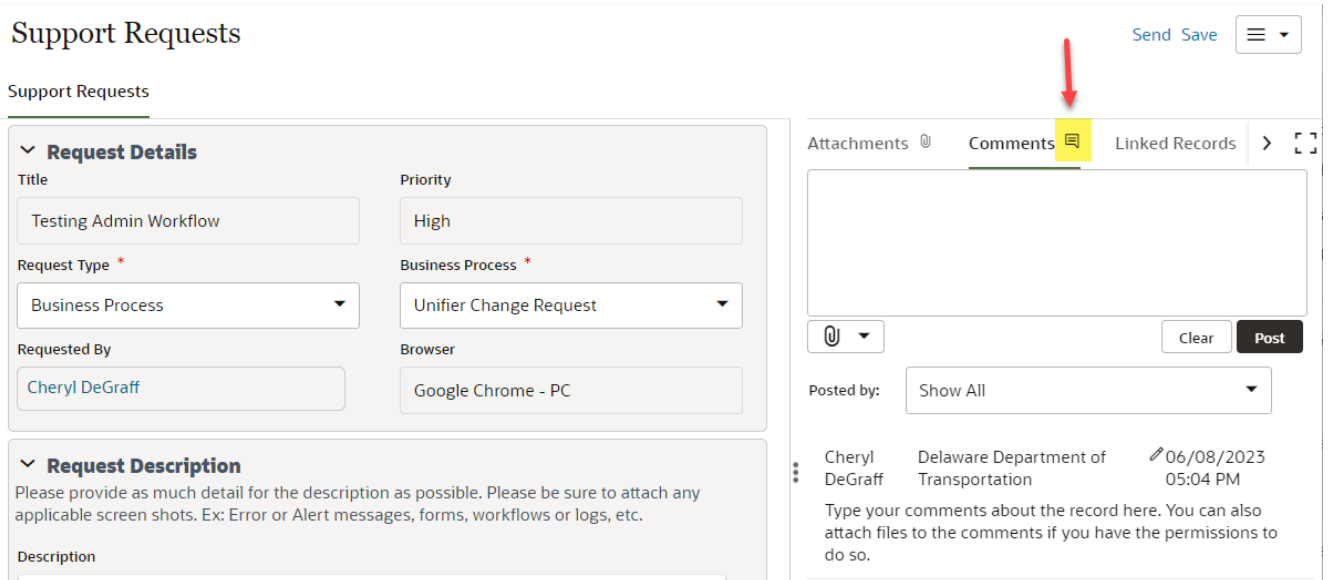 Support Requests
Send Save
Support Requests
Request Details
Title
Priority
Testing Admin Workflow
High
Request Type *
Business Process *
Business Process
Unifier Change Request
Requested By
Browser
Cheryl DeGraff
Google Chrome - PC
Request Description
Please provide as much detail for the description as possible. Please be sure to attach any
applicable screen shots. Ex: Error or Alert messages, forms, workflows or logs, etc.
Description
Attachments
Comments
Linked Records
Clear
Post
Posted by:
Show All
Cheryl
DeGraff
Delaware Department of
Transportation
06/08/2023
05:04 PM
Type your comments about the record here. You can also
attach files to the comments if you have the permissions to
do so.